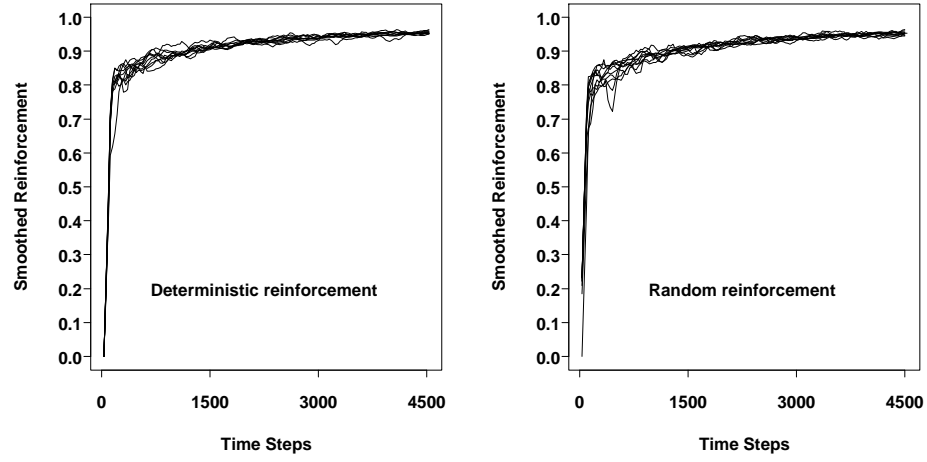 Smoothed Reinforcement
1.0
0.9
0.8
0.7
0.6
0.5
0.4
0.3
0.2
0.1
0.0
Deterministic reinforcement
0 1500 3000 4500
Time Steps
Smoothed Reinforcement
1.0
0.9
0.8
0.7
0.6
0.5
0.4
0.3
0.2
0.1
0.0
Random reinforcement
0 1500 3000 4500
Time Steps